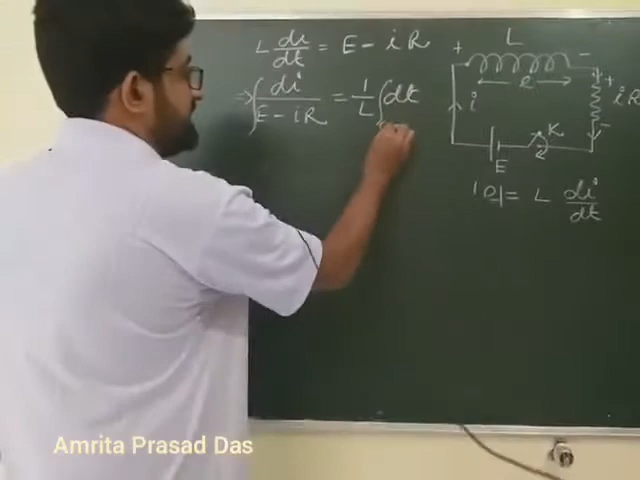 L di/dt = E - iR
⇒ ∫ di/(E - iR) = 1/L ∫ dt
+ L -
← e →
+
i
iR
-
K
E
|e| = L di/dt
Amrita Prasad Das